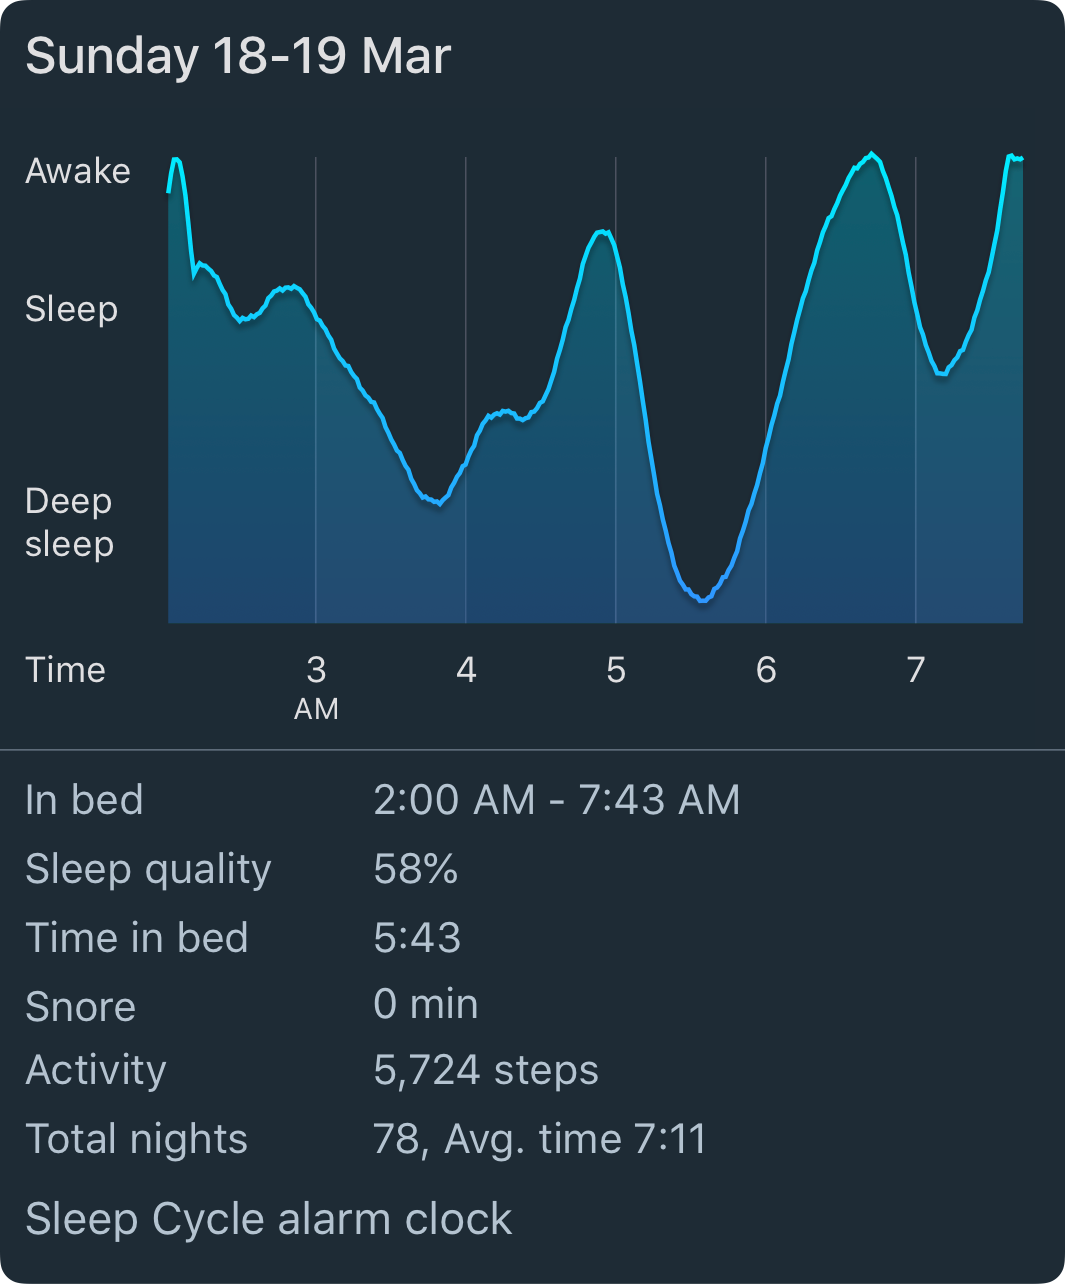 Sunday 18-19 Mar
Awake
Sleep
Deep
sleep
Time 3 4 5 6 7
AM
In bed 2:00 AM - 7:43 AM
Sleep quality 58%
Time in bed 5:43
Snore 0 min
Activity 5,724 steps
Total nights 78, Avg. time 7:11
Sleep Cycle alarm clock